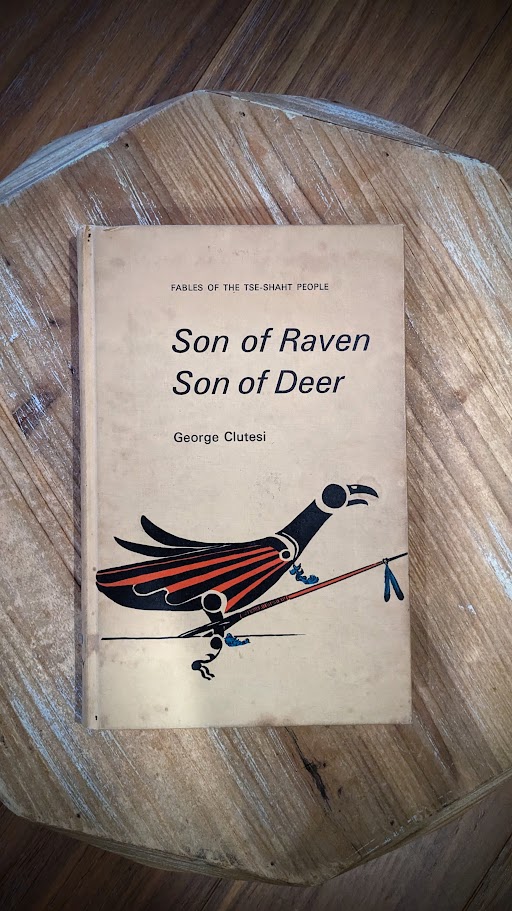 FABLES OF THE TSE-SHAHT PEOPLE
Son of Raven
Son of Deer
George Clutesi